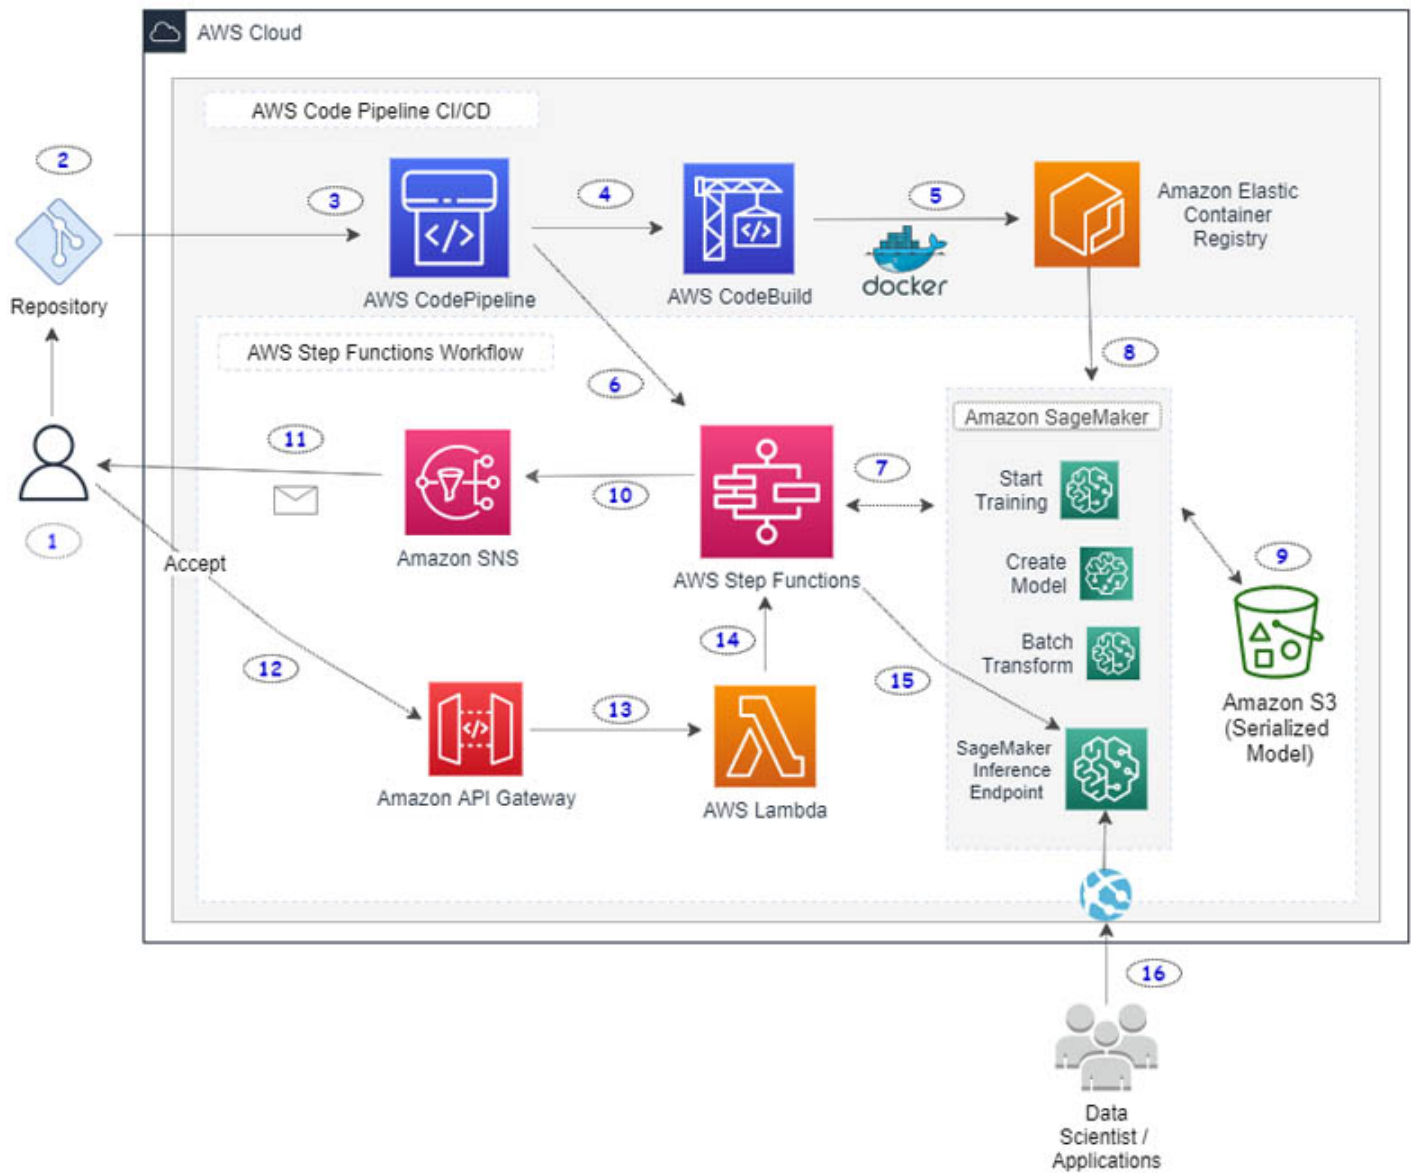 AWS Cloud
AWS Code Pipeline CI/CD
2
3
4
5
Amazon Elastic
Container
Registry
</>
</>
docker
Repository
AWS CodePipeline
AWS CodeBuild
AWS Step Functions Workflow
6
8
Amazon SageMaker
11
10
7
Start
Training
9
1
Accept
Amazon SNS
AWS Step Functions
Create
Model
12
14
Batch
Transform
15
13
</>
Amazon S3
(Serialized
Model)
SageMaker
Inference
Endpoint
Amazon API Gateway
AWS Lambda
16
Data
Scientist /
Applications